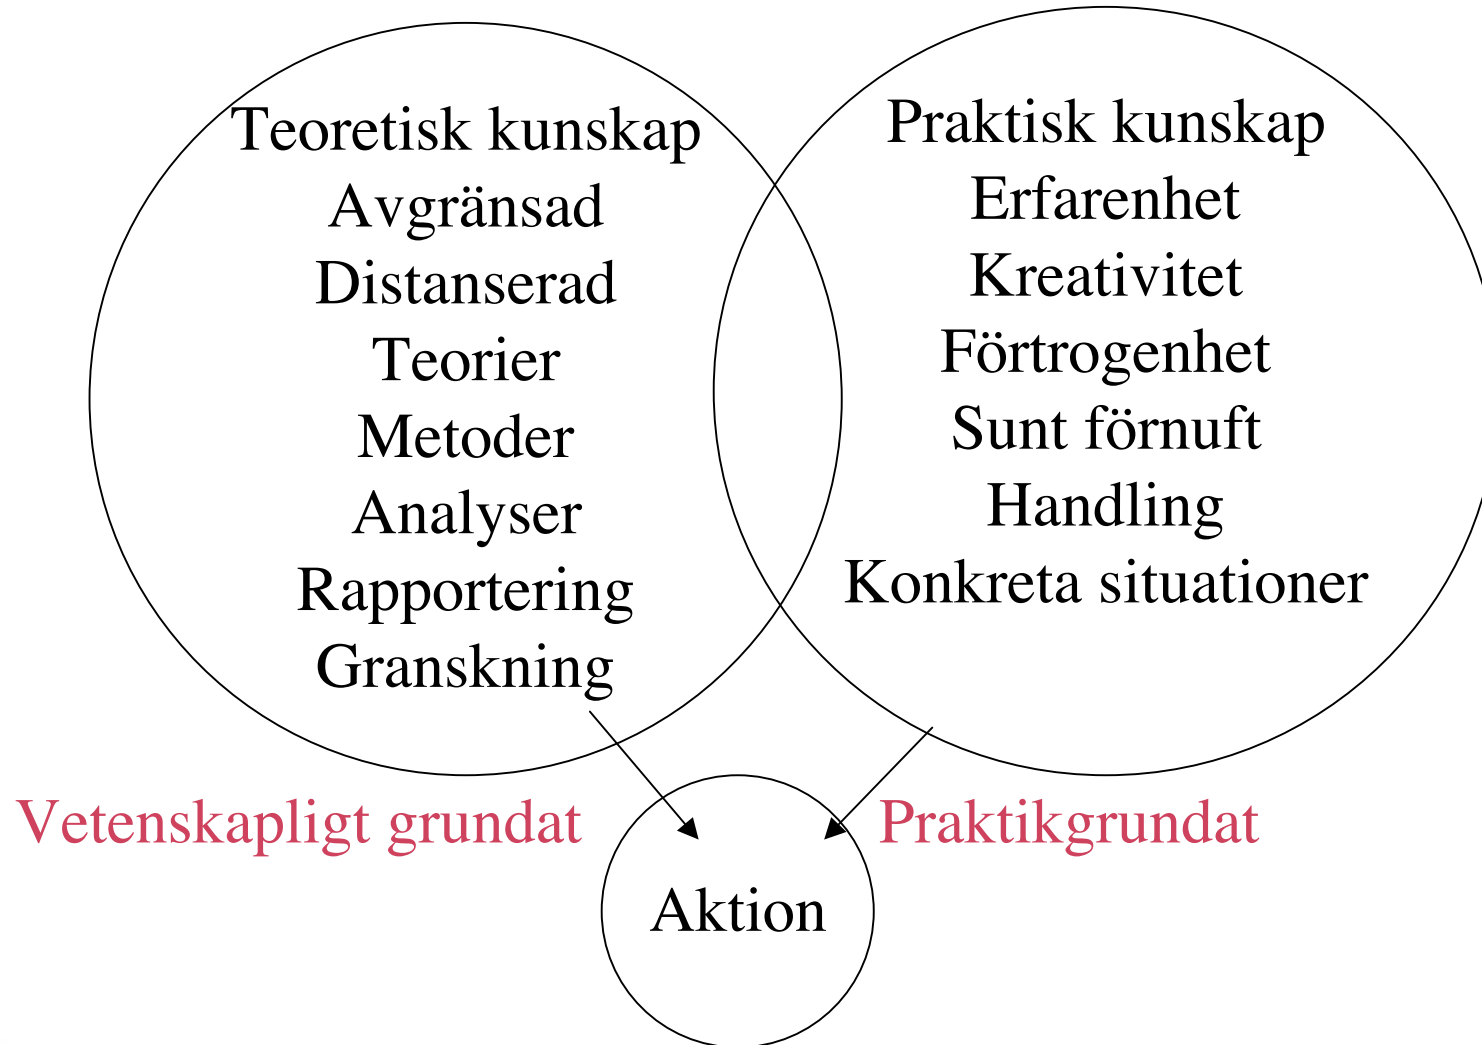 Teoretisk kunskap
Avgränsad
Distanserad
Teorier
Metoder
Analyser
Rapportering
Granskning
Praktisk kunskap
Erfarenhet
Kreativitet
Förtrogenhet
Sunt förnuft
Handling
Konkreta situationer
Vetenskapligt grundat
Praktikgrundat
Aktion